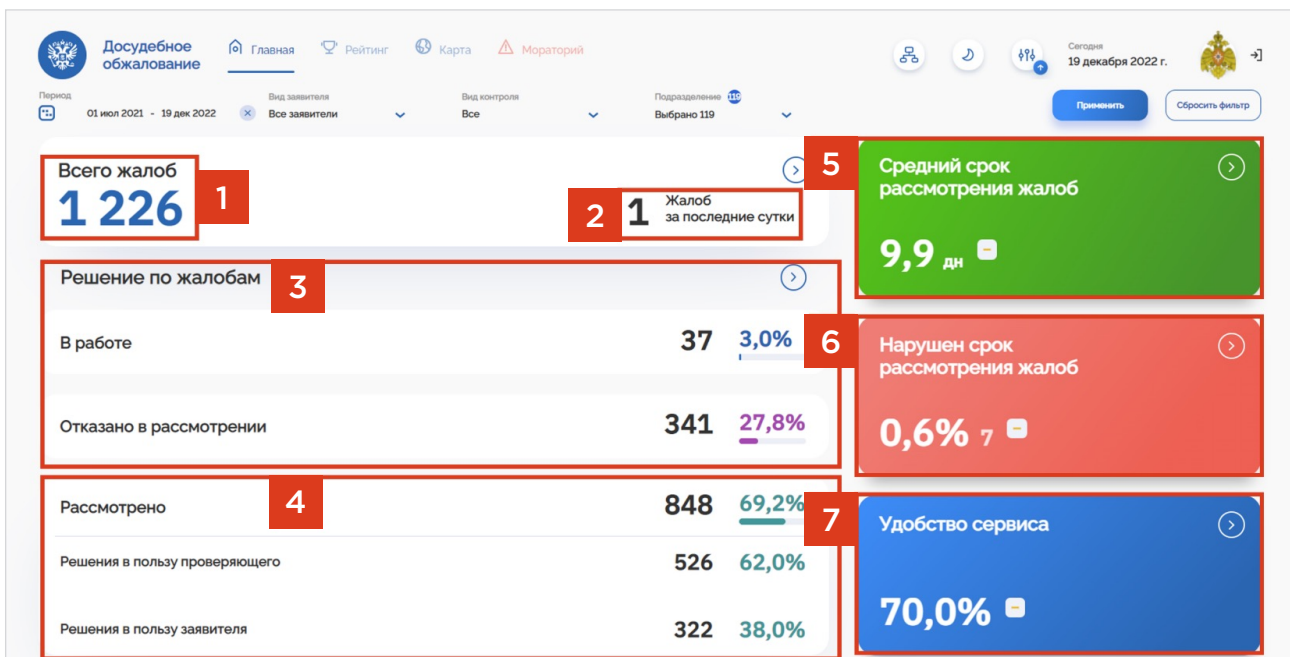 Досудебное
обжалование
Главная
Рейтинг
Карта
Мораторий
Сегодня
19 декабря 2022 г.
Период
01 июл 2021 - 19 дек 2022
Вид заявителя
Все заявители
Вид контроля
Все
Подразделение 119
Выбрано 119
Применить
Сбросить фильтр
Всего жалоб
1 226
1
2
1
Жалоб
за последние сутки
Решение по жалобам
3
В работе
37 3,0%
Отказано в рассмотрении
341 27,8%
4
Рассмотрено
848 69,2%
Решения в пользу проверяющего
526 62,0%
Решения в пользу заявителя
322 38,0%
5
Средний срок
рассмотрения жалоб
9,9 дн
6
Нарушен срок
рассмотрения жалоб
0,6% 7
7
Удобство сервиса
70,0%